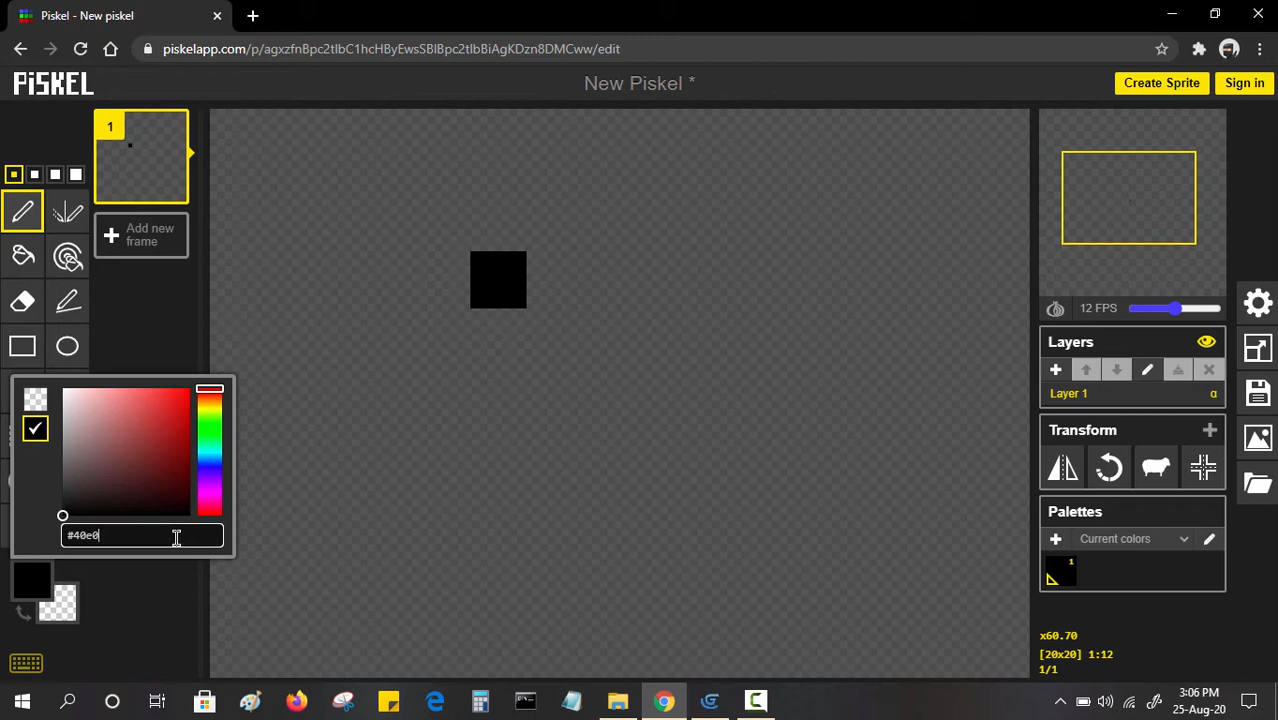 Piskel - New piskel
piskelapp.com/p/agxzfnBpc2tlbC1hcHByEwsSBlBpc2tlbBiAgKDzn8DMCww/edit
PiSKEL
New Piskel *
Create Sprite
Sign in
1
Add new
frame
12 FPS
Layers
Layer 1
α
Transform
Palettes
Current colors
1
#40e0
x60.70
[20x20] 1:12
1/1
3:06 PM
25-Aug-20